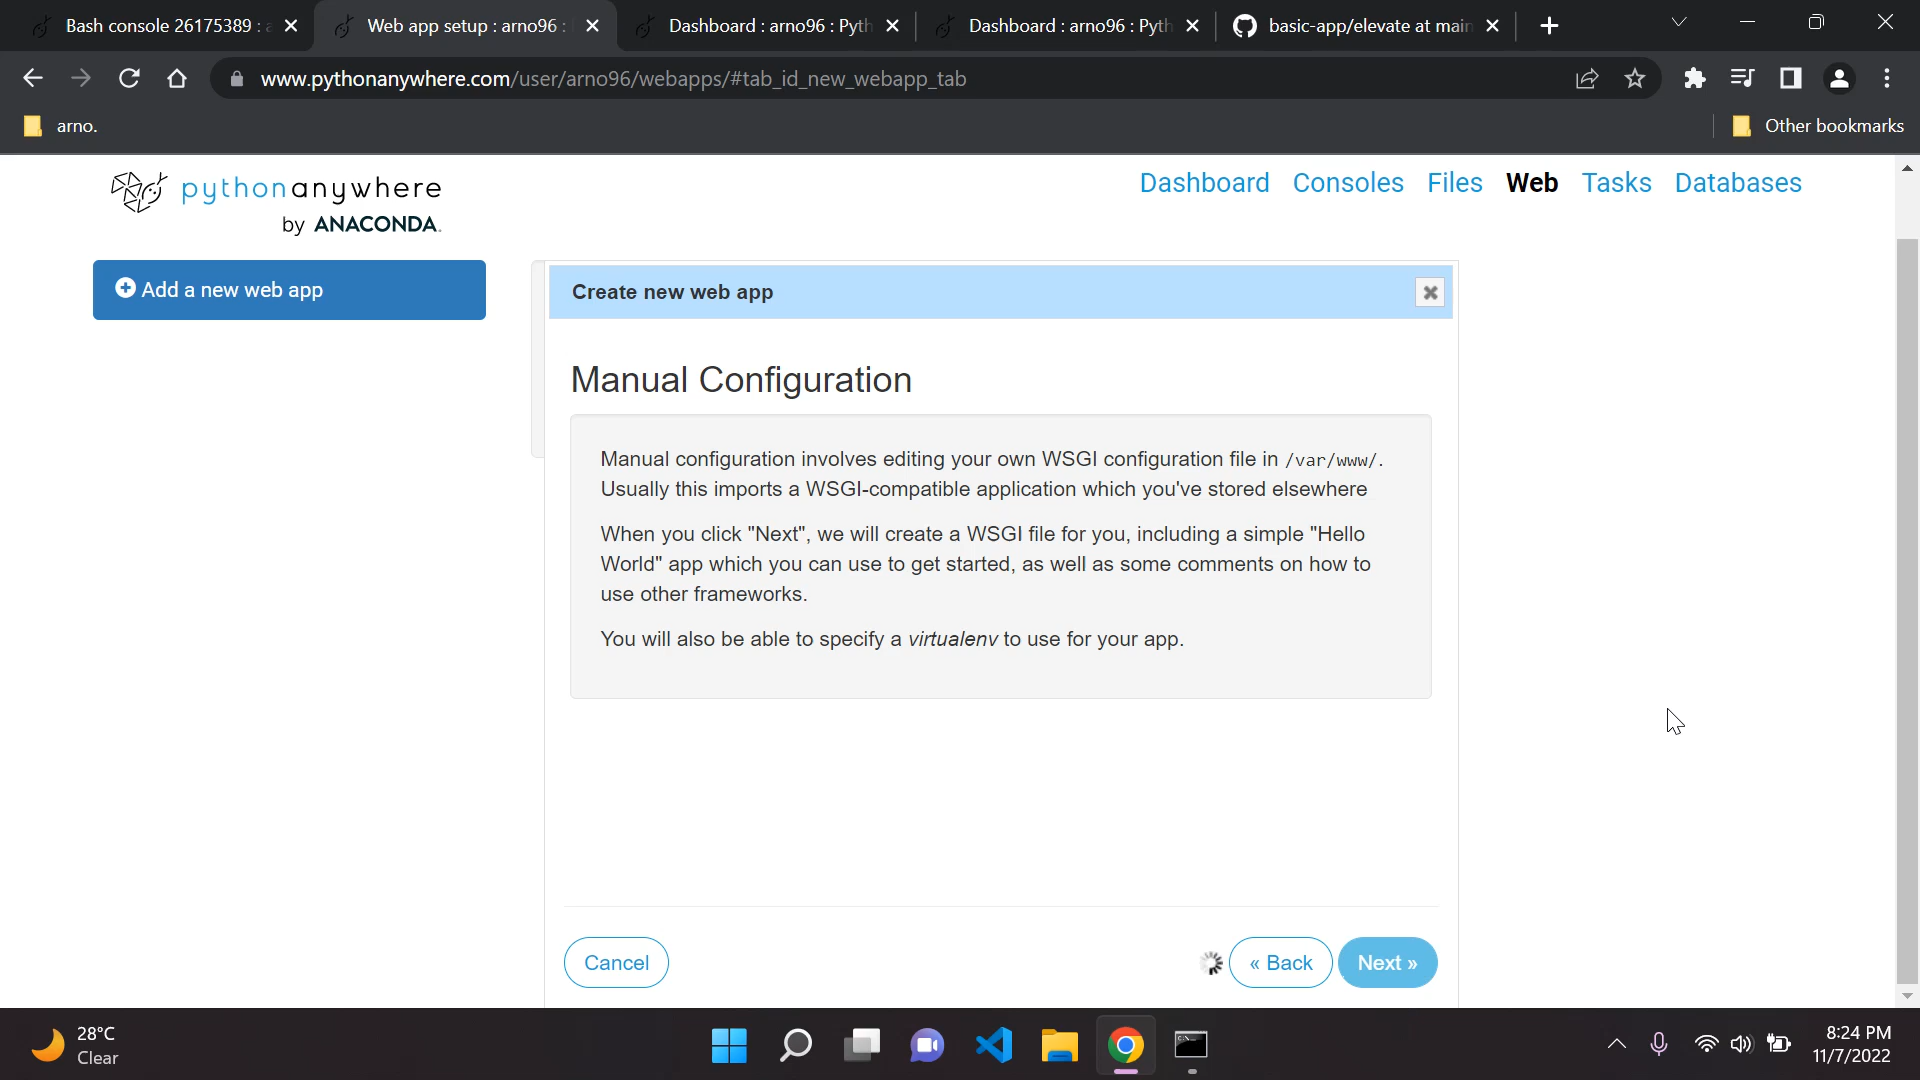 Bash console 26175389 : a
Web app setup : arno96 :
Dashboard : arno96 : Pyth
Dashboard : arno96 : Pyth
basic-app/elevate at main
www.pythonanywhere.com/user/arno96/webapps/#tab_id_new_webapp_tab
arno.
Other bookmarks
pythonanywhere
by ANACONDA.
Dashboard Consoles Files Web Tasks Databases
Add a new web app
Create new web app
Manual Configuration
Manual configuration involves editing your own WSGI configuration file in /var/www/.
Usually this imports a WSGI-compatible application which you've stored elsewhere
When you click "Next", we will create a WSGI file for you, including a simple "Hello
World" app which you can use to get started, as well as some comments on how to
use other frameworks.
You will also be able to specify a virtualenv to use for your app.
Cancel
« Back
Next »
28°C
Clear
8:24 PM
11/7/2022